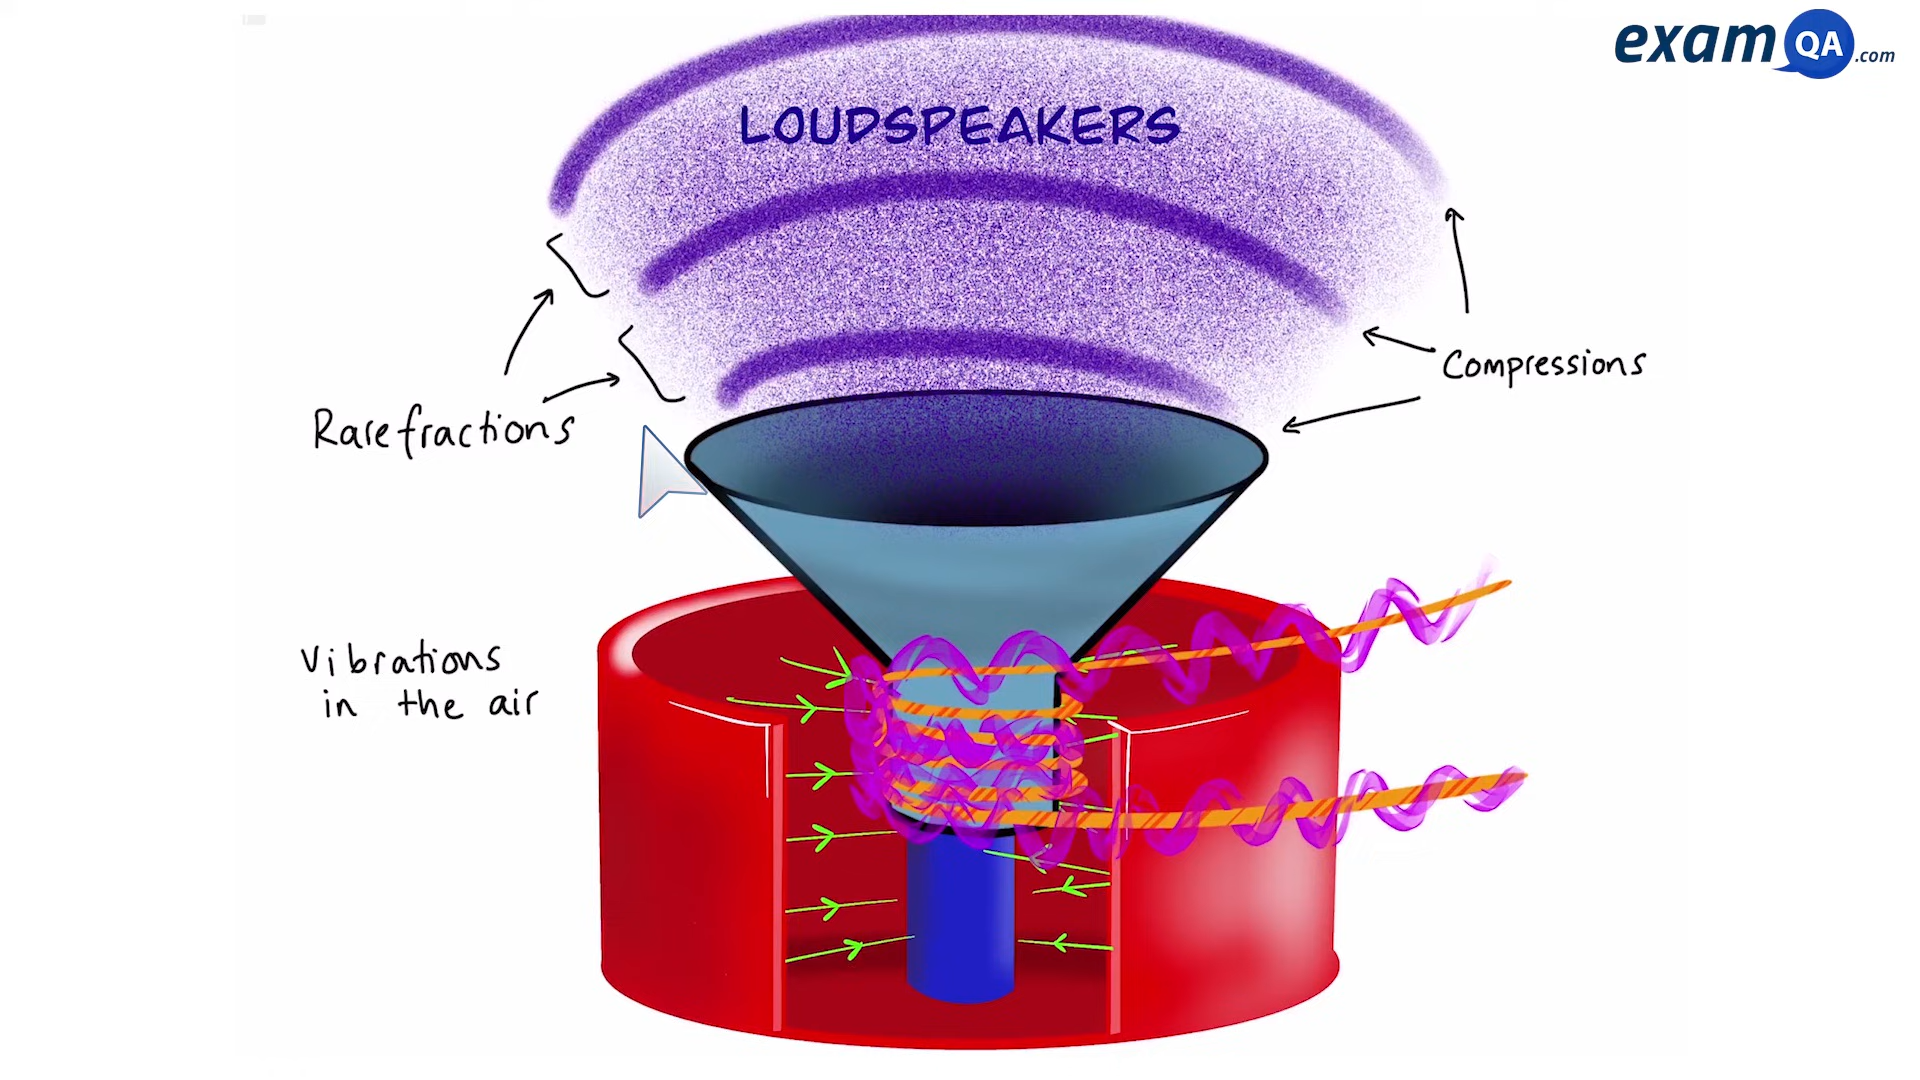 examQA.com
LOUDSPEAKERS
Compressions
Rarefractions
Vibrations
in the air